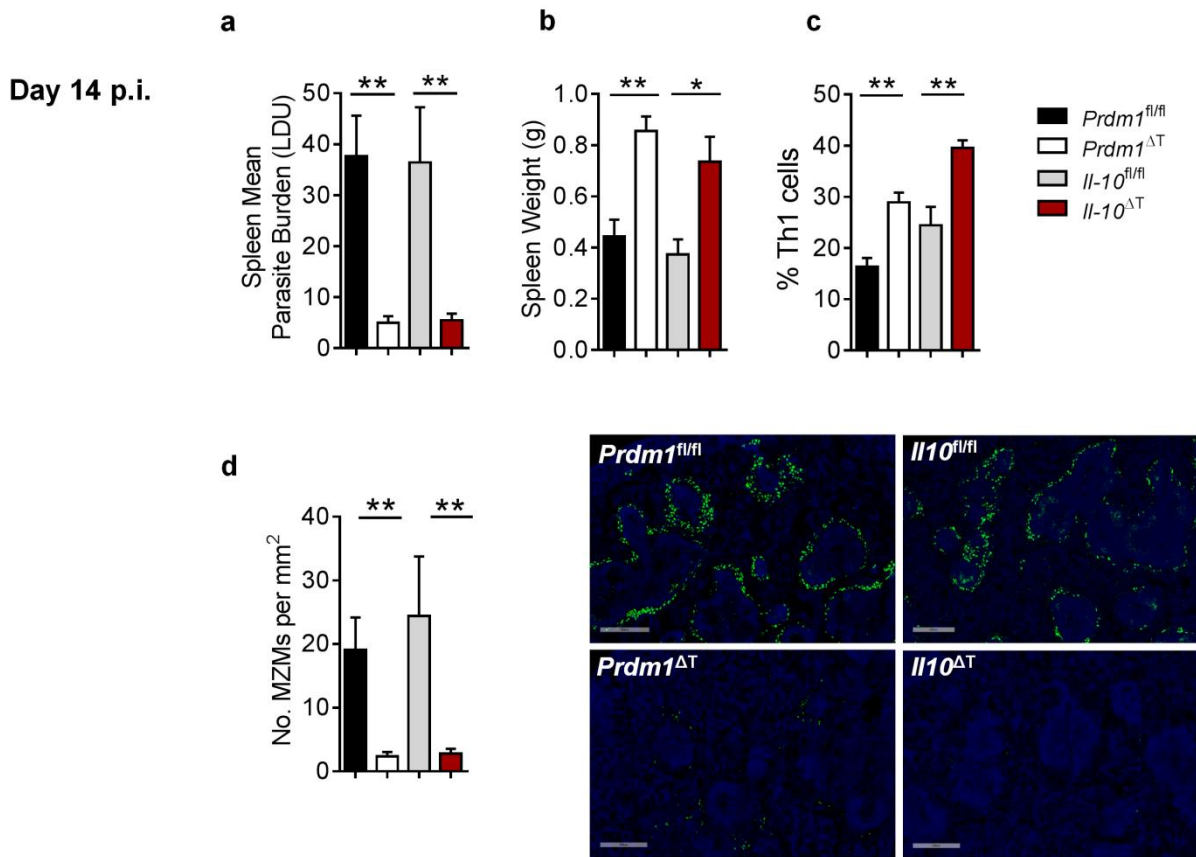 a
b
c
Day 14 p.i.
Spleen Mean
Parasite Burden (LDU)
50
40
30
20
10
0
** **
Spleen Weight (g)
1.0
0.8
0.6
0.4
0.2
0.0
** *
% Th1 cells
50
40
30
20
10
0
** **
Prdm1fl/fl
Prdm1ΔT
Il-10fl/fl
Il-10ΔT
d
No. MZMs per mm2
40
30
20
10
0
** **
Prdm1fl/fl
Il10fl/fl
Prdm1ΔT
Il10ΔT